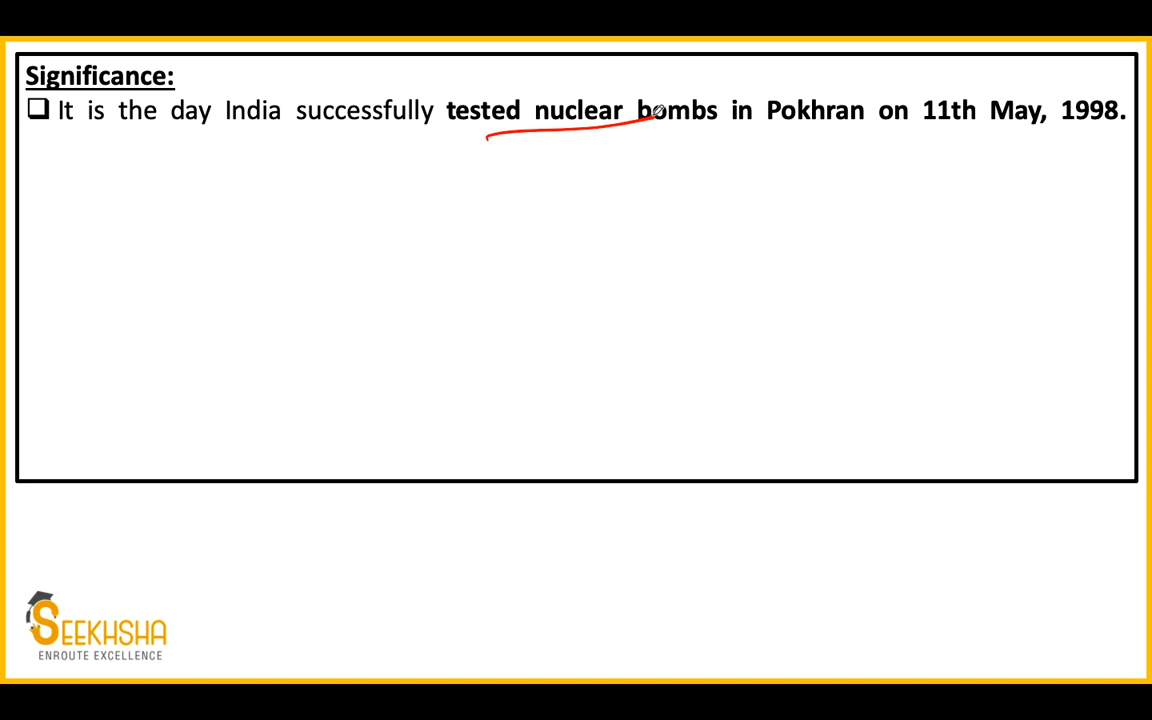 Significance:
❑ It is the day India successfully tested nuclear bombs in Pokhran on 11th May, 1998.
SEEKHSHA
ENROUTE EXCELLENCE